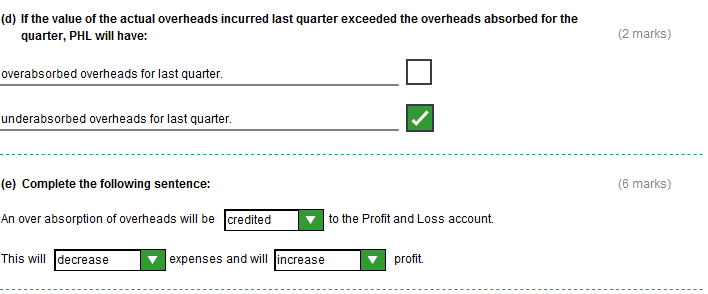 (d) If the value of the actual overheads incurred last quarter exceeded the overheads absorbed for the
quarter, PHL will have: (2 marks)
overabsorbed overheads for last quarter.
underabsorbed overheads for last quarter.
(e) Complete the following sentence: (6 marks)
An over absorption of overheads will be credited to the Profit and Loss account.
This will decrease expenses and will increase profit.